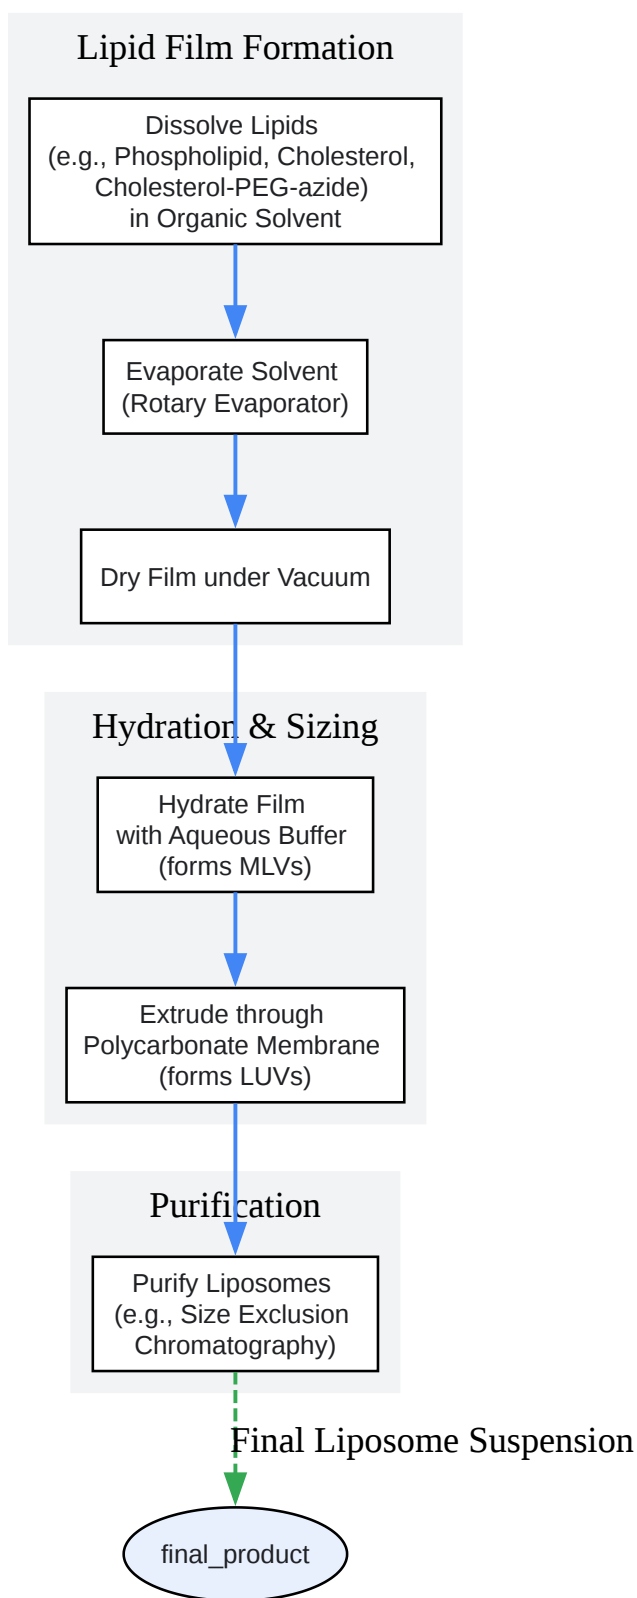 Lipid Film Formation
Dissolve Lipids
(e.g., Phospholipid, Cholesterol,
Cholesterol-PEG-azide)
in Organic Solvent
Evaporate Solvent
(Rotary Evaporator)
Dry Film under Vacuum
Hydration & Sizing
Hydrate Film
with Aqueous Buffer
(forms MLVs)
Extrude through
Polycarbonate Membrane
(forms LUVs)
Purification
Purify Liposomes
(e.g., Size Exclusion
Chromatography)
Final Liposome Suspension
final_product